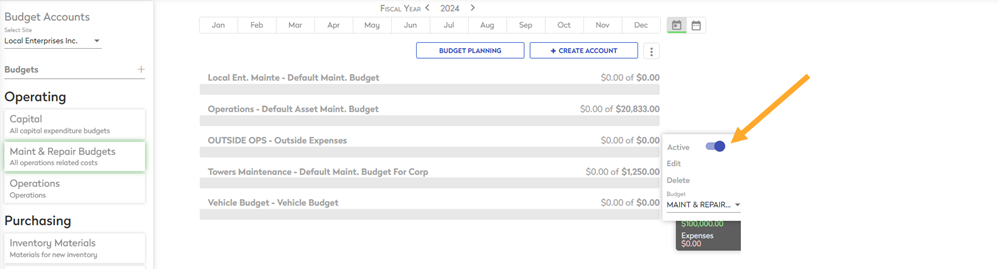 Budget Accounts
Select Site
Local Enterprises Inc.
Budgets +
Operating
Capital
All capital expenditure budgets
Maint & Repair Budgets
All operations related costs
Operations
Operations
Purchasing
Inventory Materials
Materials for new inventory
Fiscal Year < 2024 >
Jan Feb Mar Apr May Jun Jul Aug Sep Oct Nov Dec
BUDGET PLANNING + CREATE ACCOUNT
Local Ent. Mainte - Default Maint. Budget $0.00 of $0.00
Operations - Default Asset Maint. Budget $0.00 of $20,833.00
OUTSIDE OPS - Outside Expenses $0.00 of $0.00
Towers Maintenance - Default Maint. Budget For Corp $0.00 of $1,250.00
Vehicle Budget - Vehicle Budget $0.00 of $0.00
Active
Edit
Delete
Budget
MAINT & REPAIR...
$100,000.00
Expenses
$0.00